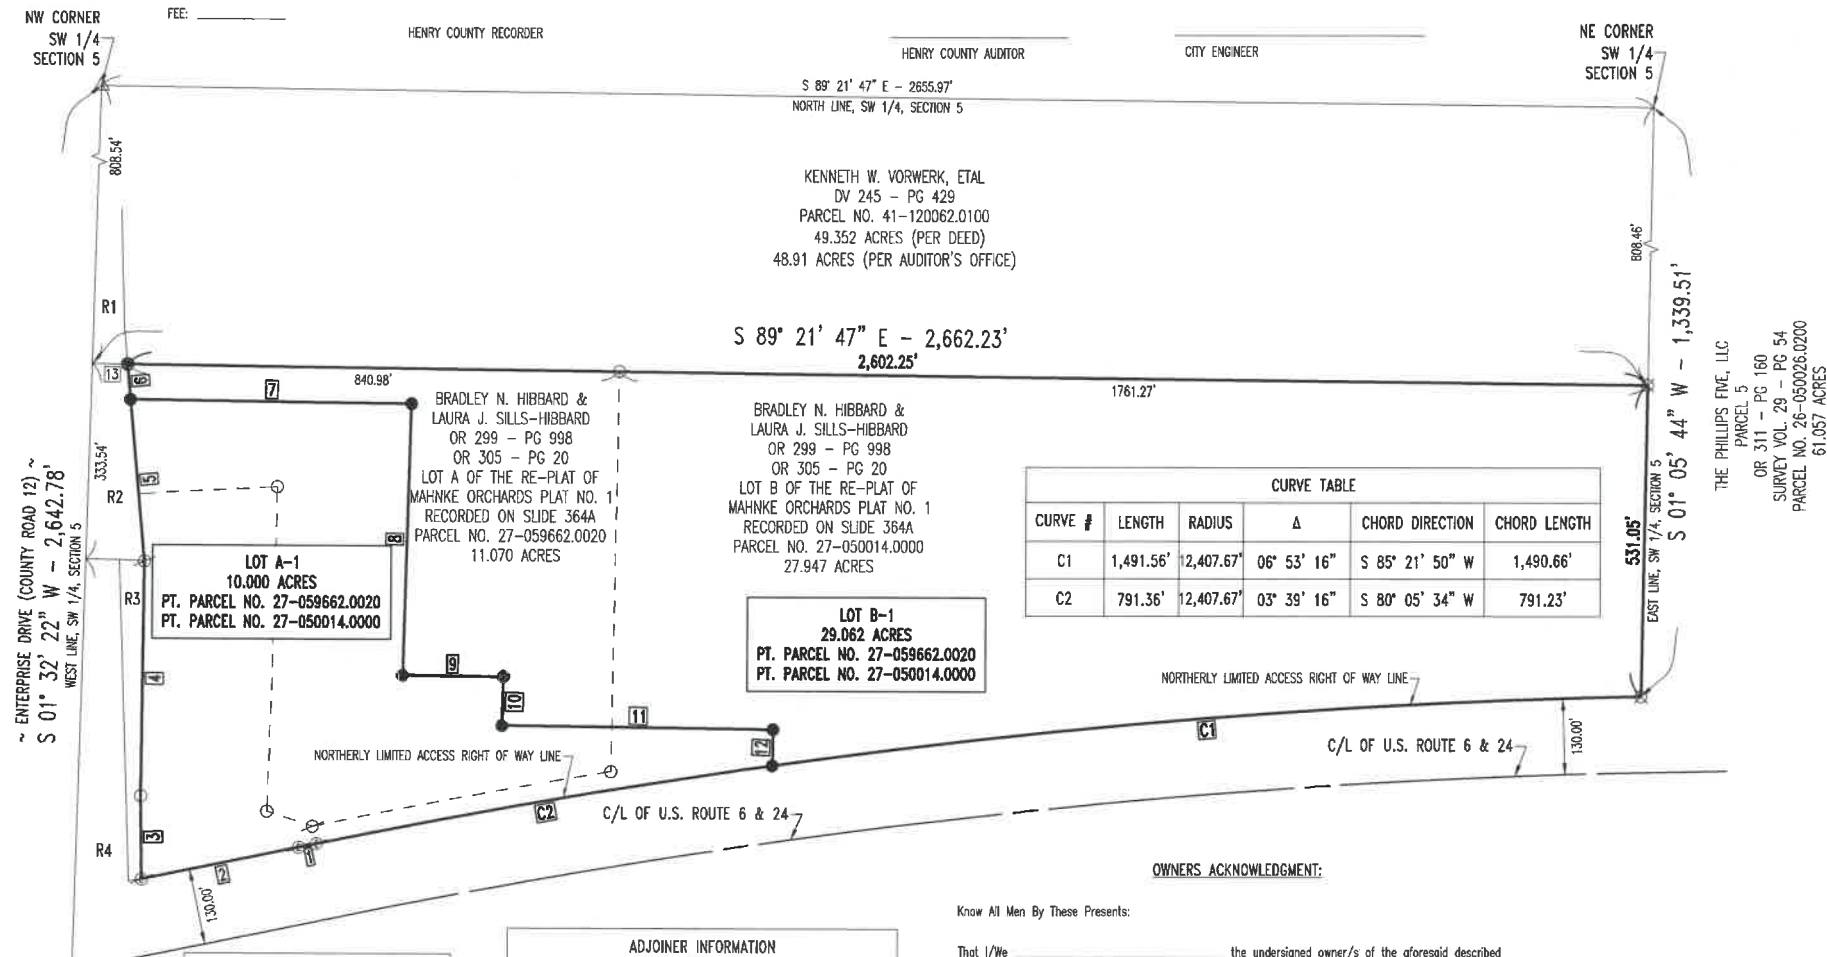 NW CORNER
SW 1/4
SECTION 5
FEE:
HENRY COUNTY RECORDER
HENRY COUNTY AUDITOR
CITY ENGINEER
NE CORNER
SW 1/4
SECTION 5
S 89° 21' 47" E - 2655.97'
NORTH LINE, SW 1/4, SECTION 5
808.54'
808.46'
KENNETH W. VORWERK, ETAL
DV 245 - PG 429
PARCEL NO. 41-120062.0100
49.352 ACRES (PER DEED)
48.91 ACRES (PER AUDITOR'S OFFICE)
R1
S 89° 21' 47" E - 2,662.23'
2,602.25'
13
6
7
840.98'
1761.27'
BRADLEY N. HIBBARD &
LAURA J. SILLS-HIBBARD
OR 299 - PG 998
OR 305 - PG 20
LOT A OF THE RE-PLAT OF
MAHNKE ORCHARDS PLAT NO. 1
RECORDED ON SLIDE 364A
PARCEL NO. 27-059662.0020
11.070 ACRES
BRADLEY N. HIBBARD &
LAURA J. SILLS-HIBBARD
OR 299 - PG 998
OR 305 - PG 20
LOT B OF THE RE-PLAT OF
MAHNKE ORCHARDS PLAT NO. 1
RECORDED ON SLIDE 364A
PARCEL NO. 27-050014.0000
27.947 ACRES
CURVE TABLE
CURVE # LENGTH RADIUS Δ CHORD DIRECTION CHORD LENGTH
C1 1,491.56' 12,407.67' 06° 53' 16" S 85° 21' 50" W 1,490.66'
C2 791.36' 12,407.67' 03° 39' 16" S 80° 05' 34" W 791.23'
531.05'
EAST LINE, SW 1/4, SECTION 5
S 01° 05' 44" W - 1,339.51'
THE PHILLIPS FIVE, LLC
PARCEL 5
OR 311 - PG 160
SURVEY VOL. 29 - PG 54
PARCEL NO. 26-050026.0200
61.057 ACRES
~ ENTERPRISE DRIVE (COUNTY ROAD 12) ~
S 01° 32' 22" W - 2,642.78'
WEST LINE, SW 1/4, SECTION 5
333.54'
R2
5
8
LOT A-1
10.000 ACRES
PT. PARCEL NO. 27-059662.0020
PT. PARCEL NO. 27-050014.0000
R3
LOT B-1
29.062 ACRES
PT. PARCEL NO. 27-059662.0020
PT. PARCEL NO. 27-050014.0000
4
9
10
11
12
NORTHERLY LIMITED ACCESS RIGHT OF WAY LINE
C1
C/L OF U.S. ROUTE 6 & 24
130.00'
NORTHERLY LIMITED ACCESS RIGHT OF WAY LINE
C2
C/L OF U.S. ROUTE 6 & 24
3
R4
1
2
130.00'
OWNERS ACKNOWLEDGMENT:
Know All Men By These Presents:
ADJOINER INFORMATION
That I/We the undersigned owner/s of the aforesaid described